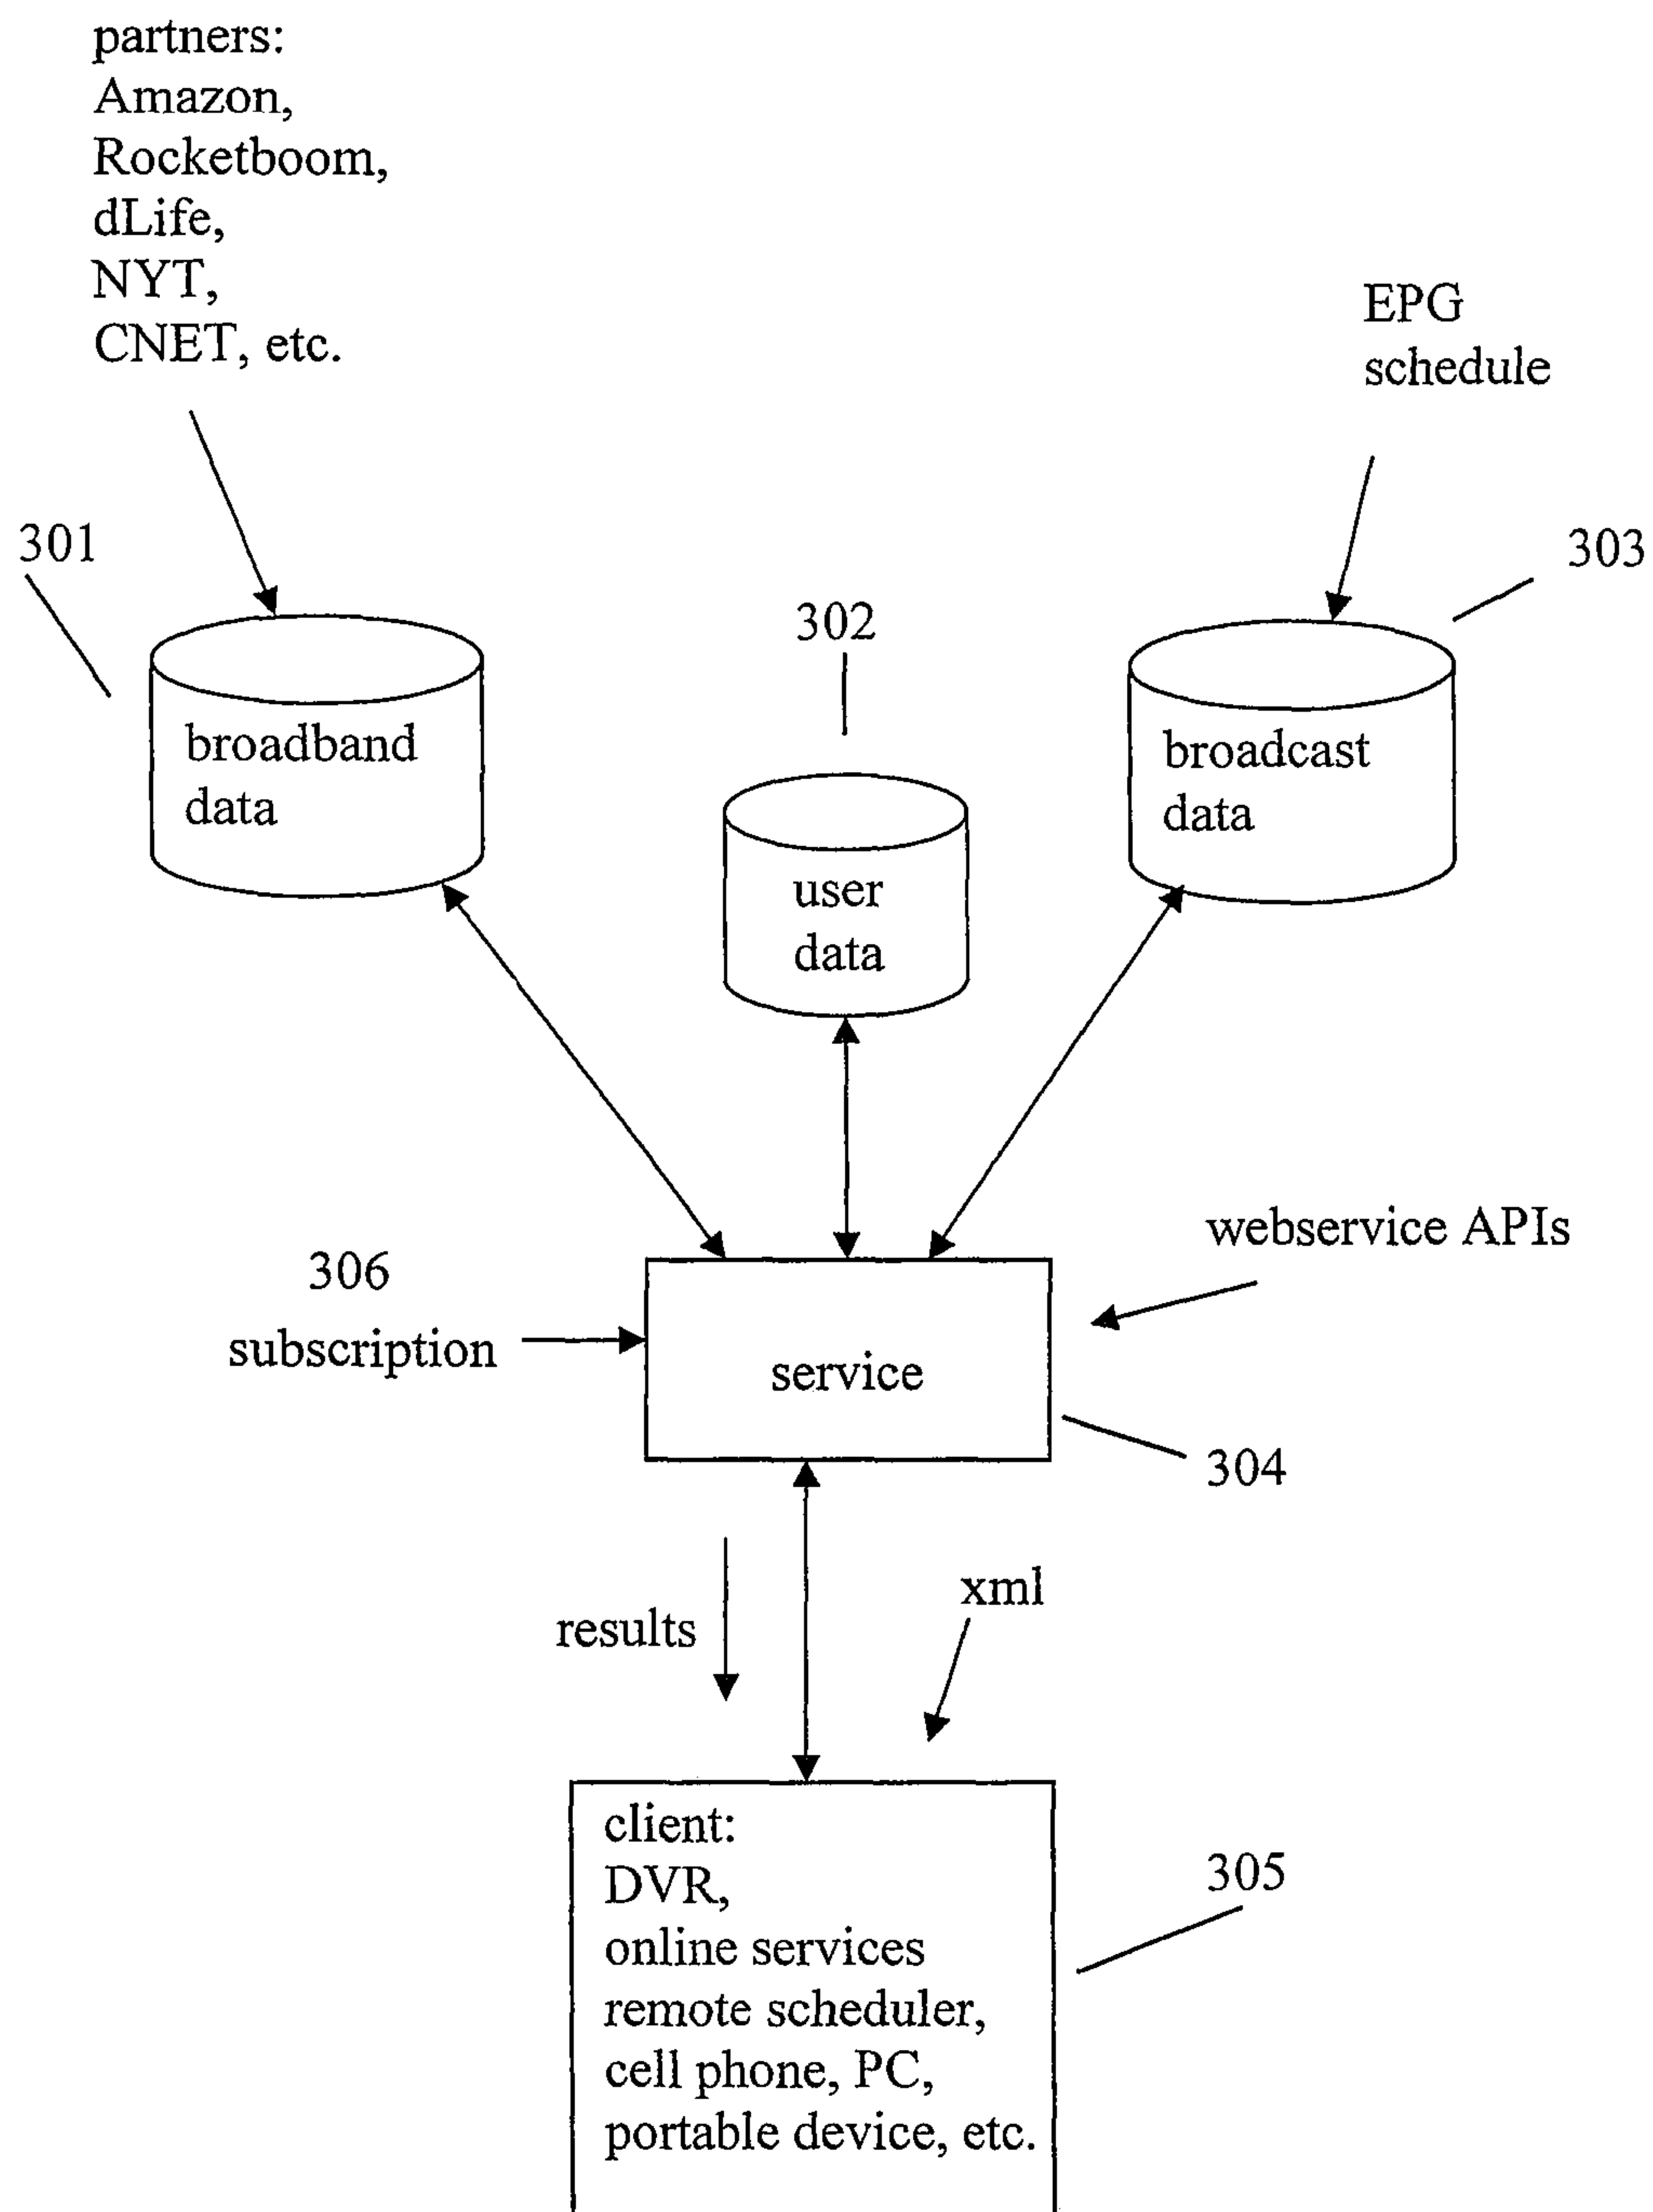 partners:
Amazon,
Rocketboom,
dLife,
NYT,
CNET, etc.
EPG
schedule
301
303
302
broadband
data
broadcast
data
user
data
webservice APIs
306
subscription
service
304
xml
results
client:
DVR,
online services
remote scheduler,
cell phone, PC,
portable device, etc.
305